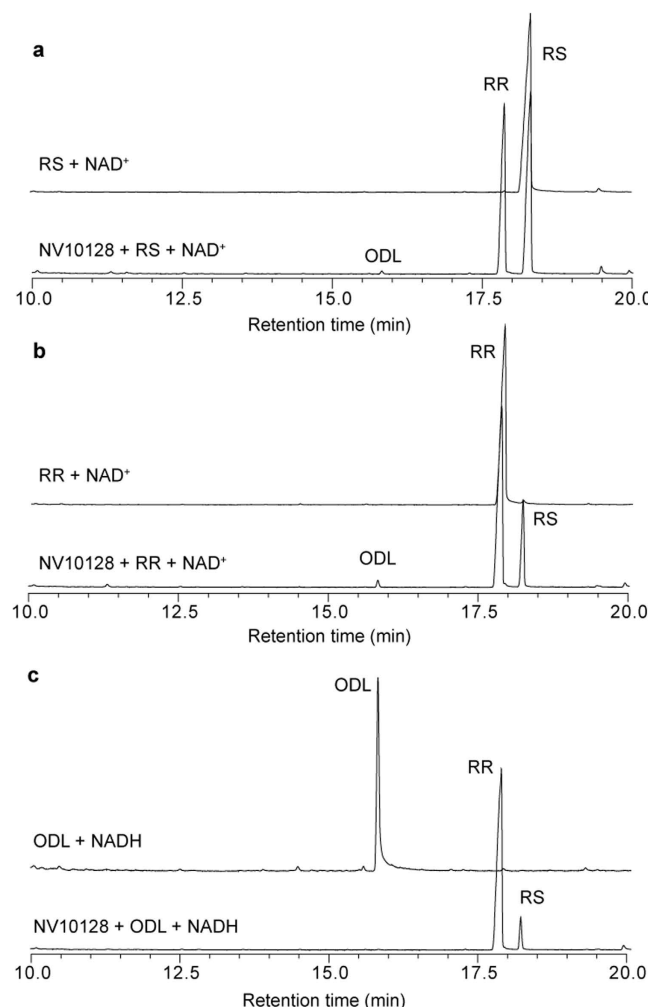 a
RS
RR
RS + NAD⁺
NV10128 + RS + NAD⁺
ODL
10.0 12.5 15.0 17.5 20.0
Retention time (min)
b
RR
RR + NAD⁺
RS
NV10128 + RR + NAD⁺
ODL
10.0 12.5 15.0 17.5 20.0
Retention time (min)
c
ODL
RR
ODL + NADH
RS
NV10128 + ODL + NADH
10.0 12.5 15.0 17.5 20.0
Retention time (min)